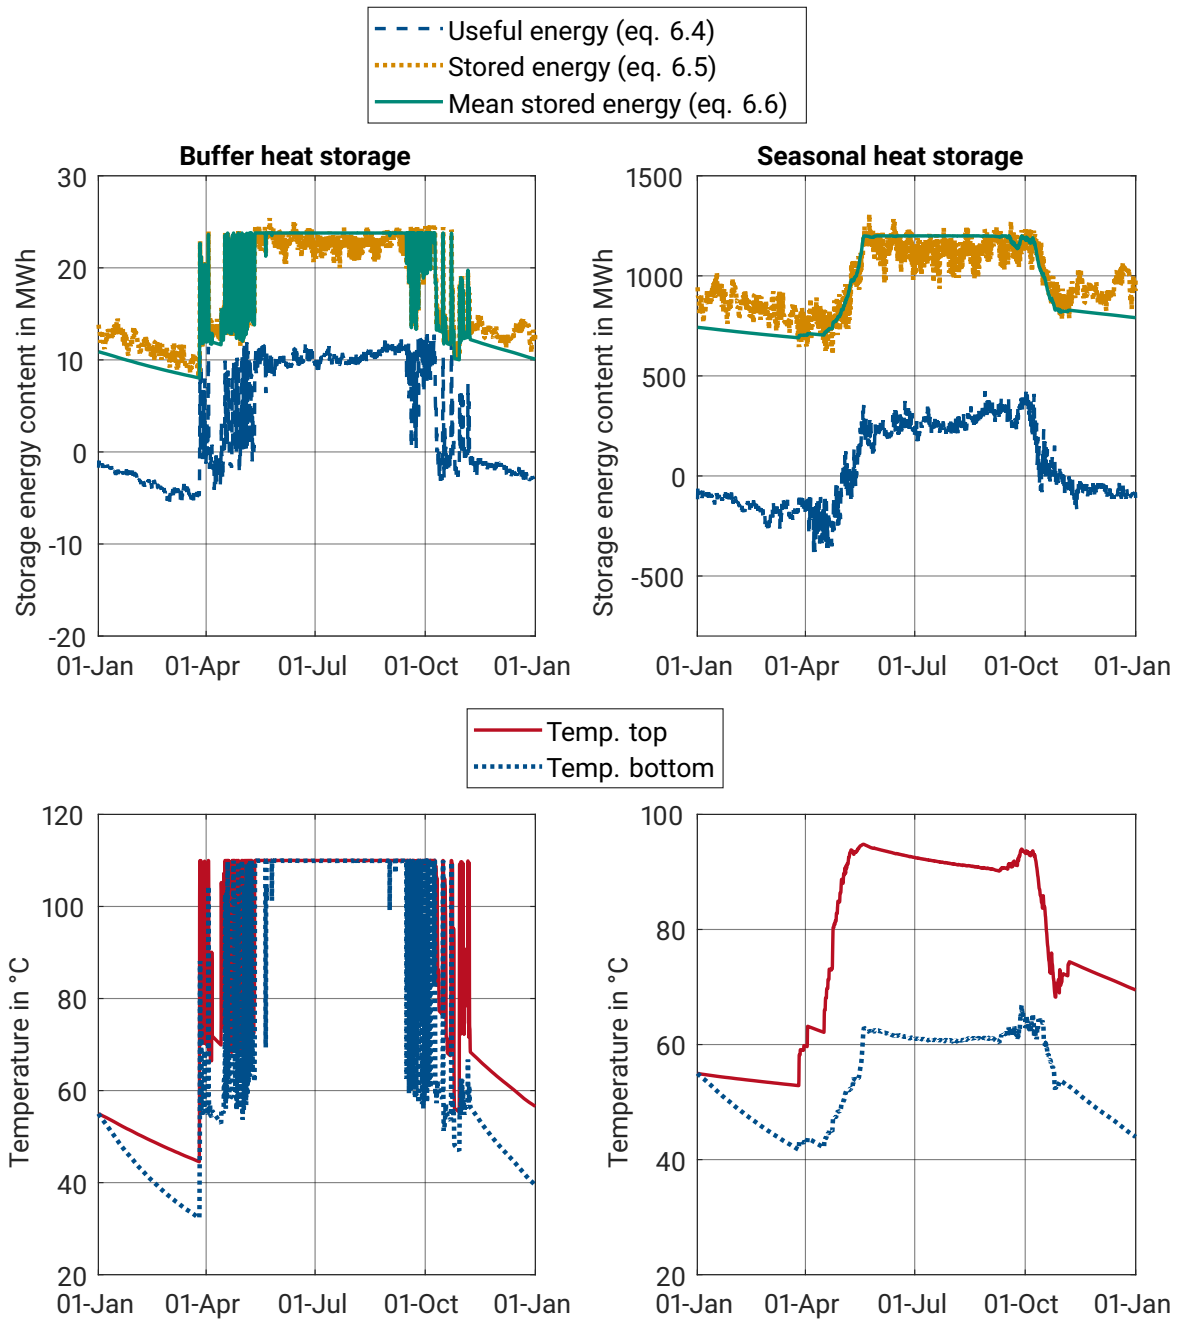 Useful energy (eq. 6.4)
Stored energy (eq. 6.5)
Mean stored energy (eq. 6.6)
Buffer heat storage
Storage energy content in MWh
30
20
10
0
-10
-20
01-Jan 01-Apr 01-Jul 01-Oct 01-Jan
Seasonal heat storage
Storage energy content in MWh
1500
1000
500
0
-500
01-Jan 01-Apr 01-Jul 01-Oct 01-Jan
Temp. top
Temp. bottom
Temperature in °C
120
100
80
60
40
20
01-Jan 01-Apr 01-Jul 01-Oct 01-Jan
Temperature in °C
100
80
60
40
20
01-Jan 01-Apr 01-Jul 01-Oct 01-Jan